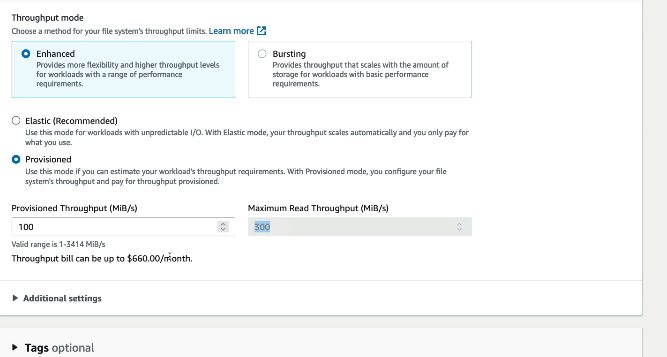 Throughput mode
Choose a method for your file system's throughput limits. Learn more
Enhanced
Provides more flexibility and higher throughput levels
for workloads with a range of performance
requirements.
Bursting
Provides throughput that scales with the amount of
storage for workloads with basic performance
requirements.
Elastic (Recommended)
Use this mode for workloads with unpredictable I/O. With Elastic mode, your throughput scales automatically and you only pay for
what you use.
Provisioned
Use this mode if you can estimate your workload's throughput requirements. With Provisioned mode, you configure your file
system's throughput and pay for throughput provisioned.
Provisioned Throughput (MiB/s)
100
Valid range is 1-3414 MiB/s
Maximum Read Throughput (MiB/s)
300
Throughput bill can be up to $660.00/month.
Additional settings
Tags optional